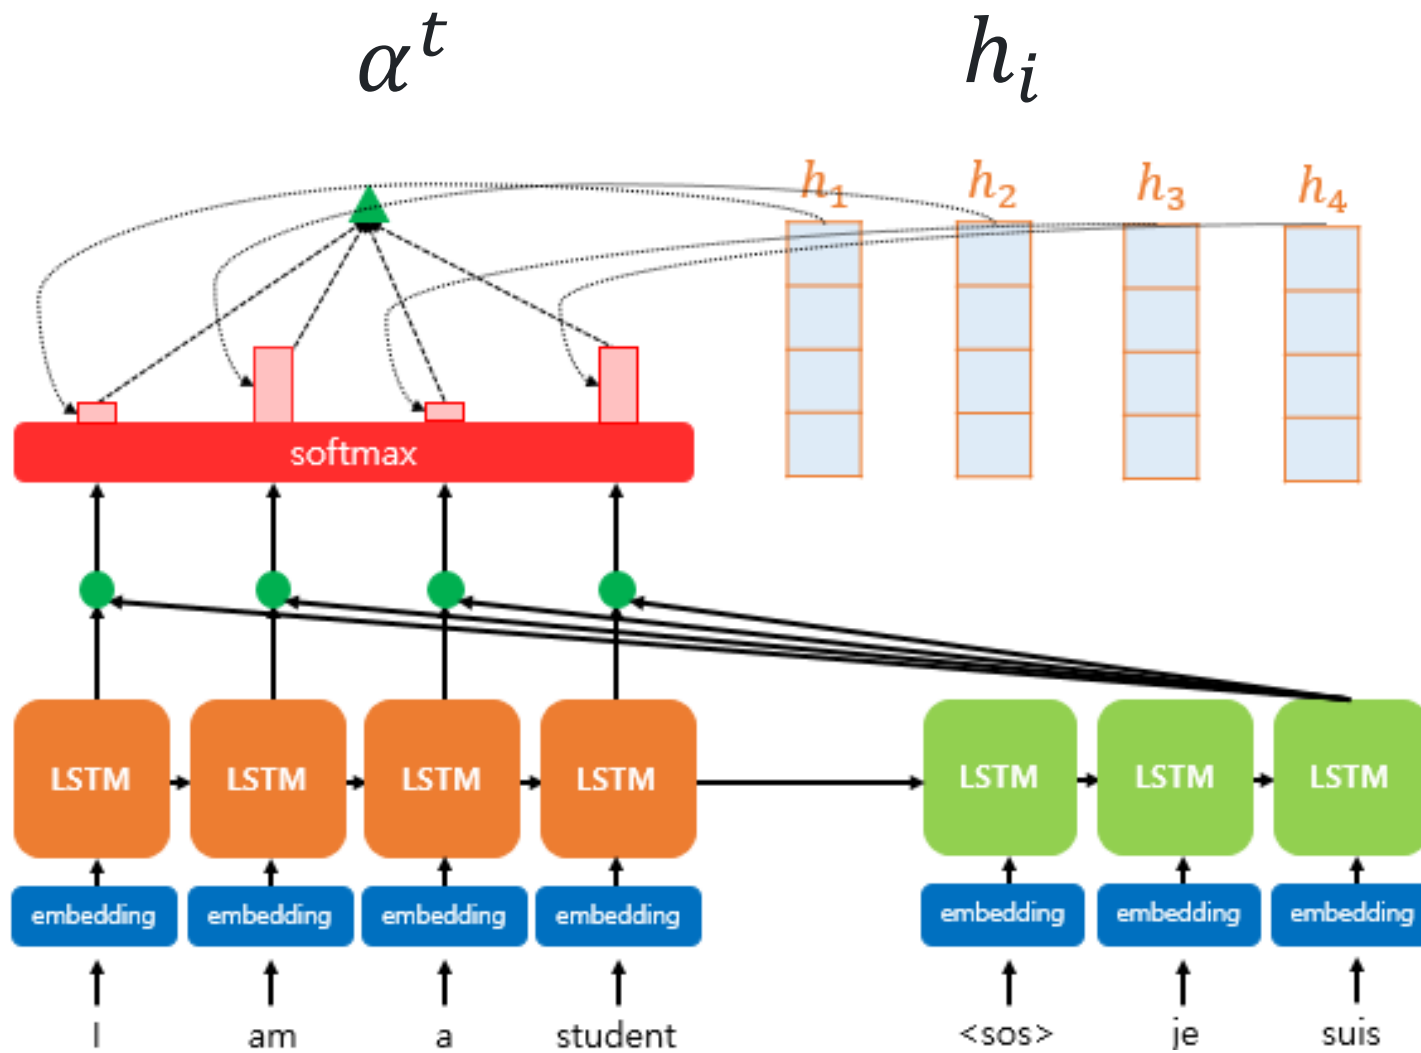 α^t h_i
h_1 h_2 h_3 h_4
softmax
LSTM LSTM LSTM LSTM LSTM LSTM LSTM
embedding embedding embedding embedding embedding embedding embedding
I am a student <sos> je suis